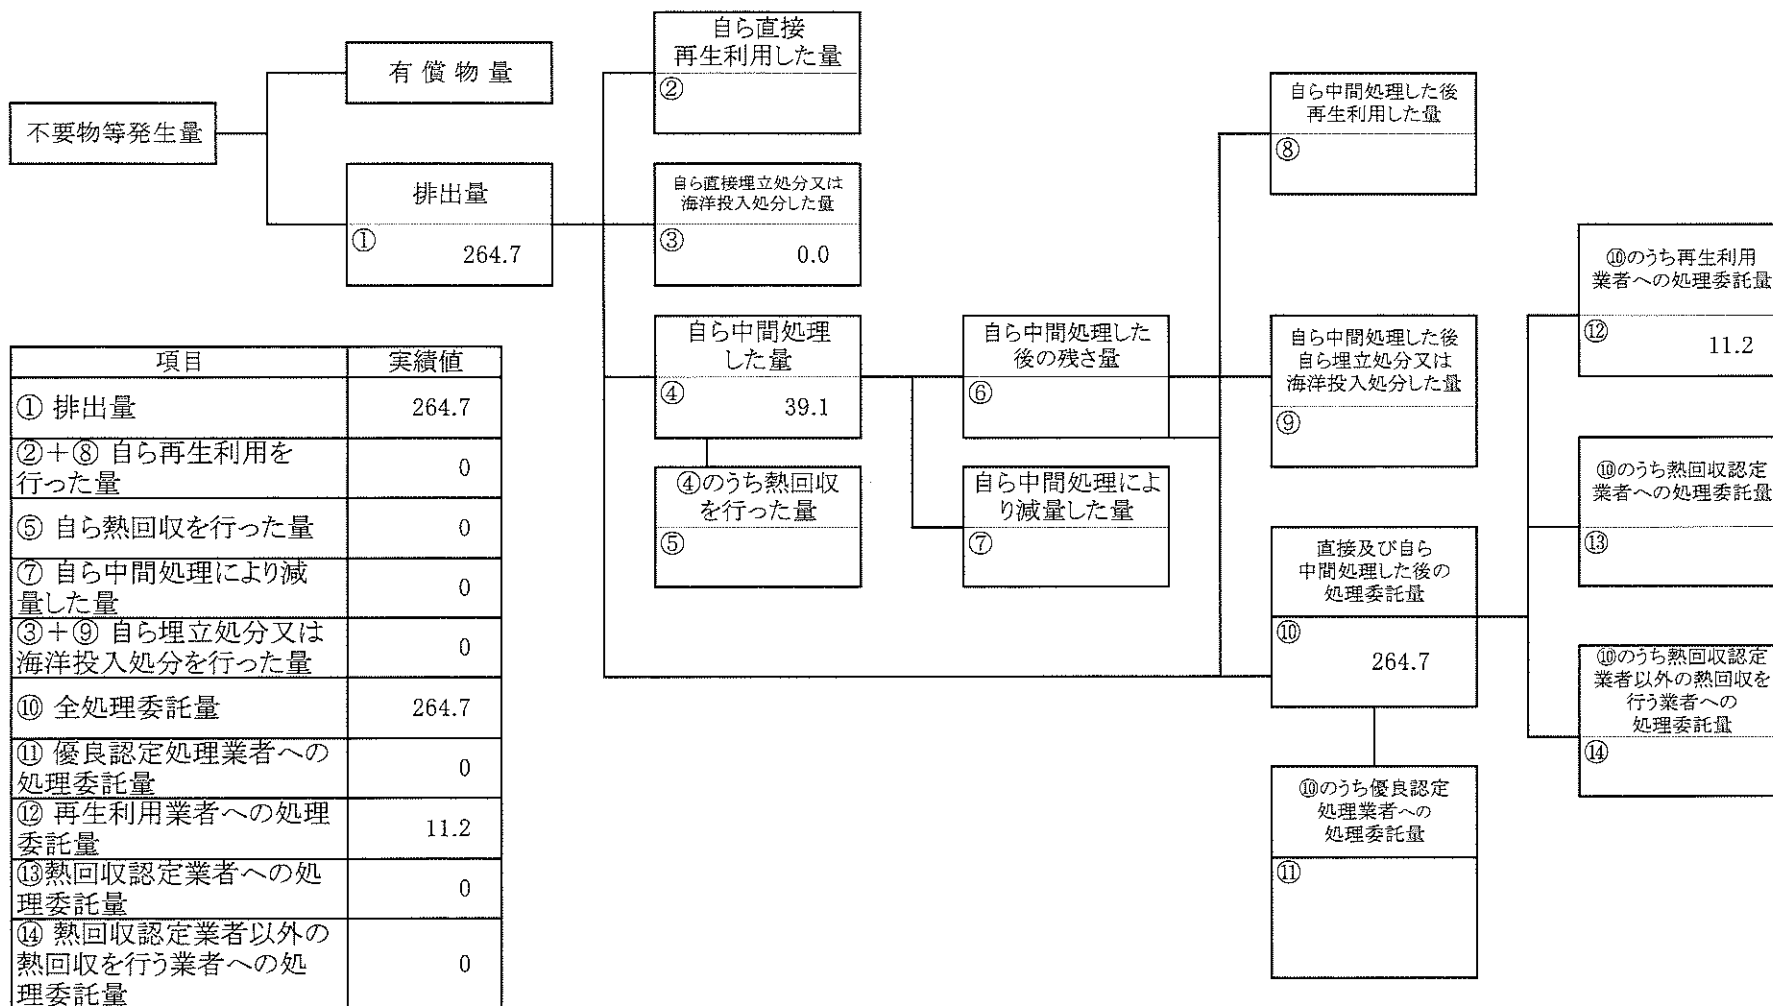 不要物等発生量
有償物量
排出量
①
264.7
自ら直接
再生利用した量
②
自ら直接埋立処分又は
海洋投入処分した量
③
0.0
自ら中間処理
した量
④
39.1
④のうち熱回収
を行った量
⑤
自ら中間処理した
後の残さ量
⑥
自ら中間処理によ
り減量した量
⑦
自ら中間処理した後
再生利用した量
⑧
自ら中間処理した後
自ら埋立処分又は
海洋投入処分した量
⑨
直接及び自ら
中間処理した後の
処理委託量
⑩
264.7
⑩のうち優良認定
処理業者への
処理委託量
⑪
⑩のうち再生利用
業者への処理委託量
⑫
11.2
⑩のうち熱回収認定
業者への処理委託量
⑬
⑩のうち熱回収認定
業者以外の熱回収を
行う業者への
処理委託量
⑭
項目 実績値
① 排出量 264.7
②+⑧ 自ら再生利用を
行った量 0
⑤ 自ら熱回収を行った量 0
⑦ 自ら中間処理により減
量した量 0
③+⑨ 自ら埋立処分又は
海洋投入処分を行った量 0
⑩ 全処理委託量 264.7
⑪ 優良認定処理業者への
処理委託量 0
⑫ 再生利用業者への処理
委託量 11.2
⑬熱回収認定業者への処
理委託量 0
⑭ 熱回収認定業者以外の
熱回収を行う業者への処
理委託量 0